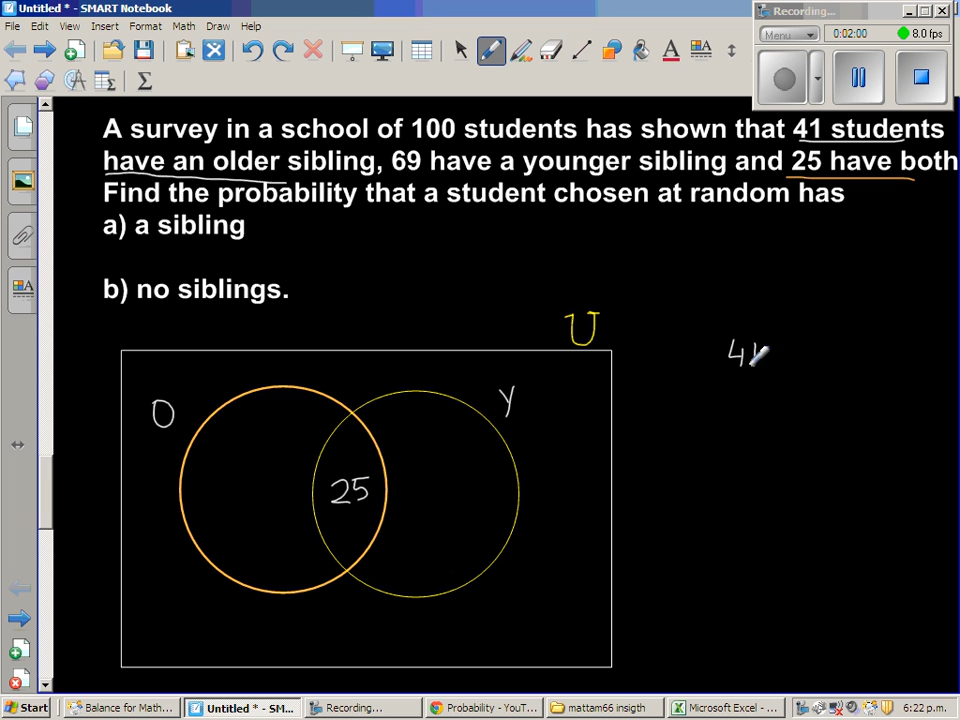 Untitled * - SMART Notebook
File Edit View Insert Format Math Draw Help
Recording...
Menu 0:02:00 8.0 fps
A survey in a school of 100 students has shown that 41 students
have an older sibling, 69 have a younger sibling and 25 have both
Find the probability that a student chosen at random has
a) a sibling
b) no siblings.
U
41
O Y
25
Start Balance for Math... Untitled * - SM... Recording... Probability - YouT... mattam66 insigth Microsoft Excel - ... 6:22 p.m.